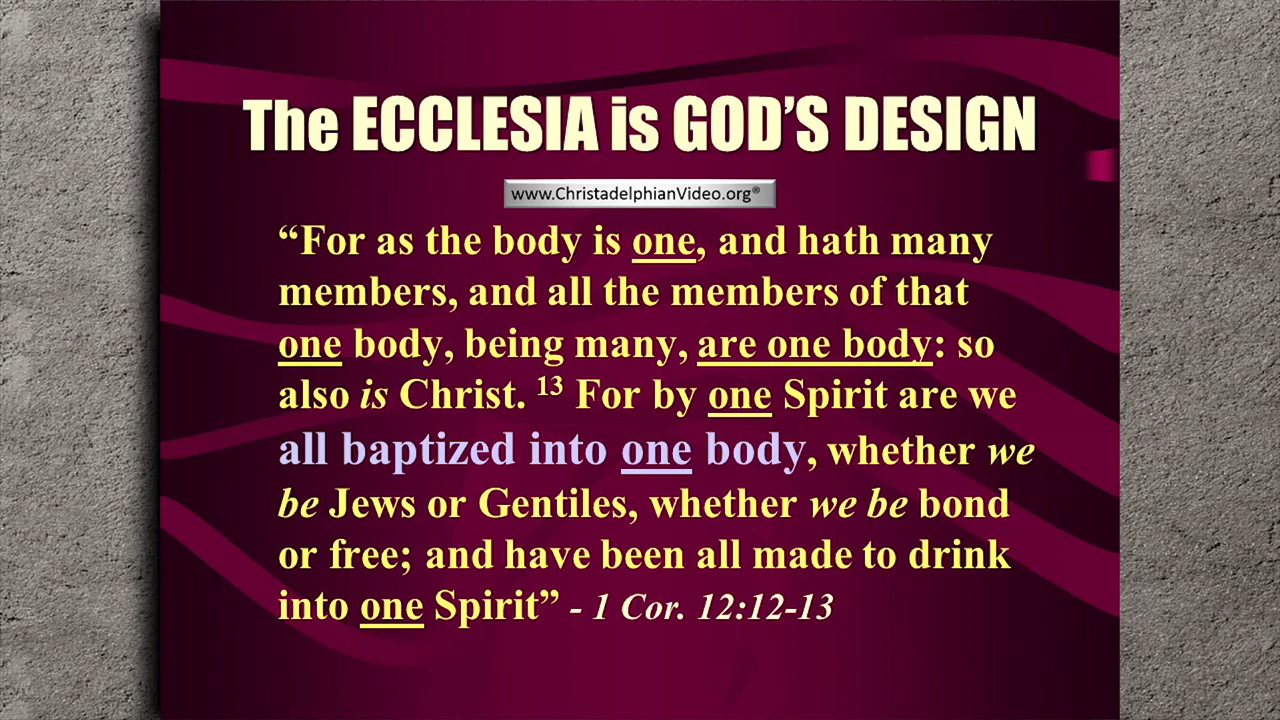 The ECCLESIA is GOD’S DESIGN
www.ChristadelphianVideo.org®
“For as the body is one, and hath many
members, and all the members of that
one body, being many, are one body: so
also is Christ. 13 For by one Spirit are we
all baptized into one body, whether we
be Jews or Gentiles, whether we be bond
or free; and have been all made to drink
into one Spirit” - 1 Cor. 12:12-13